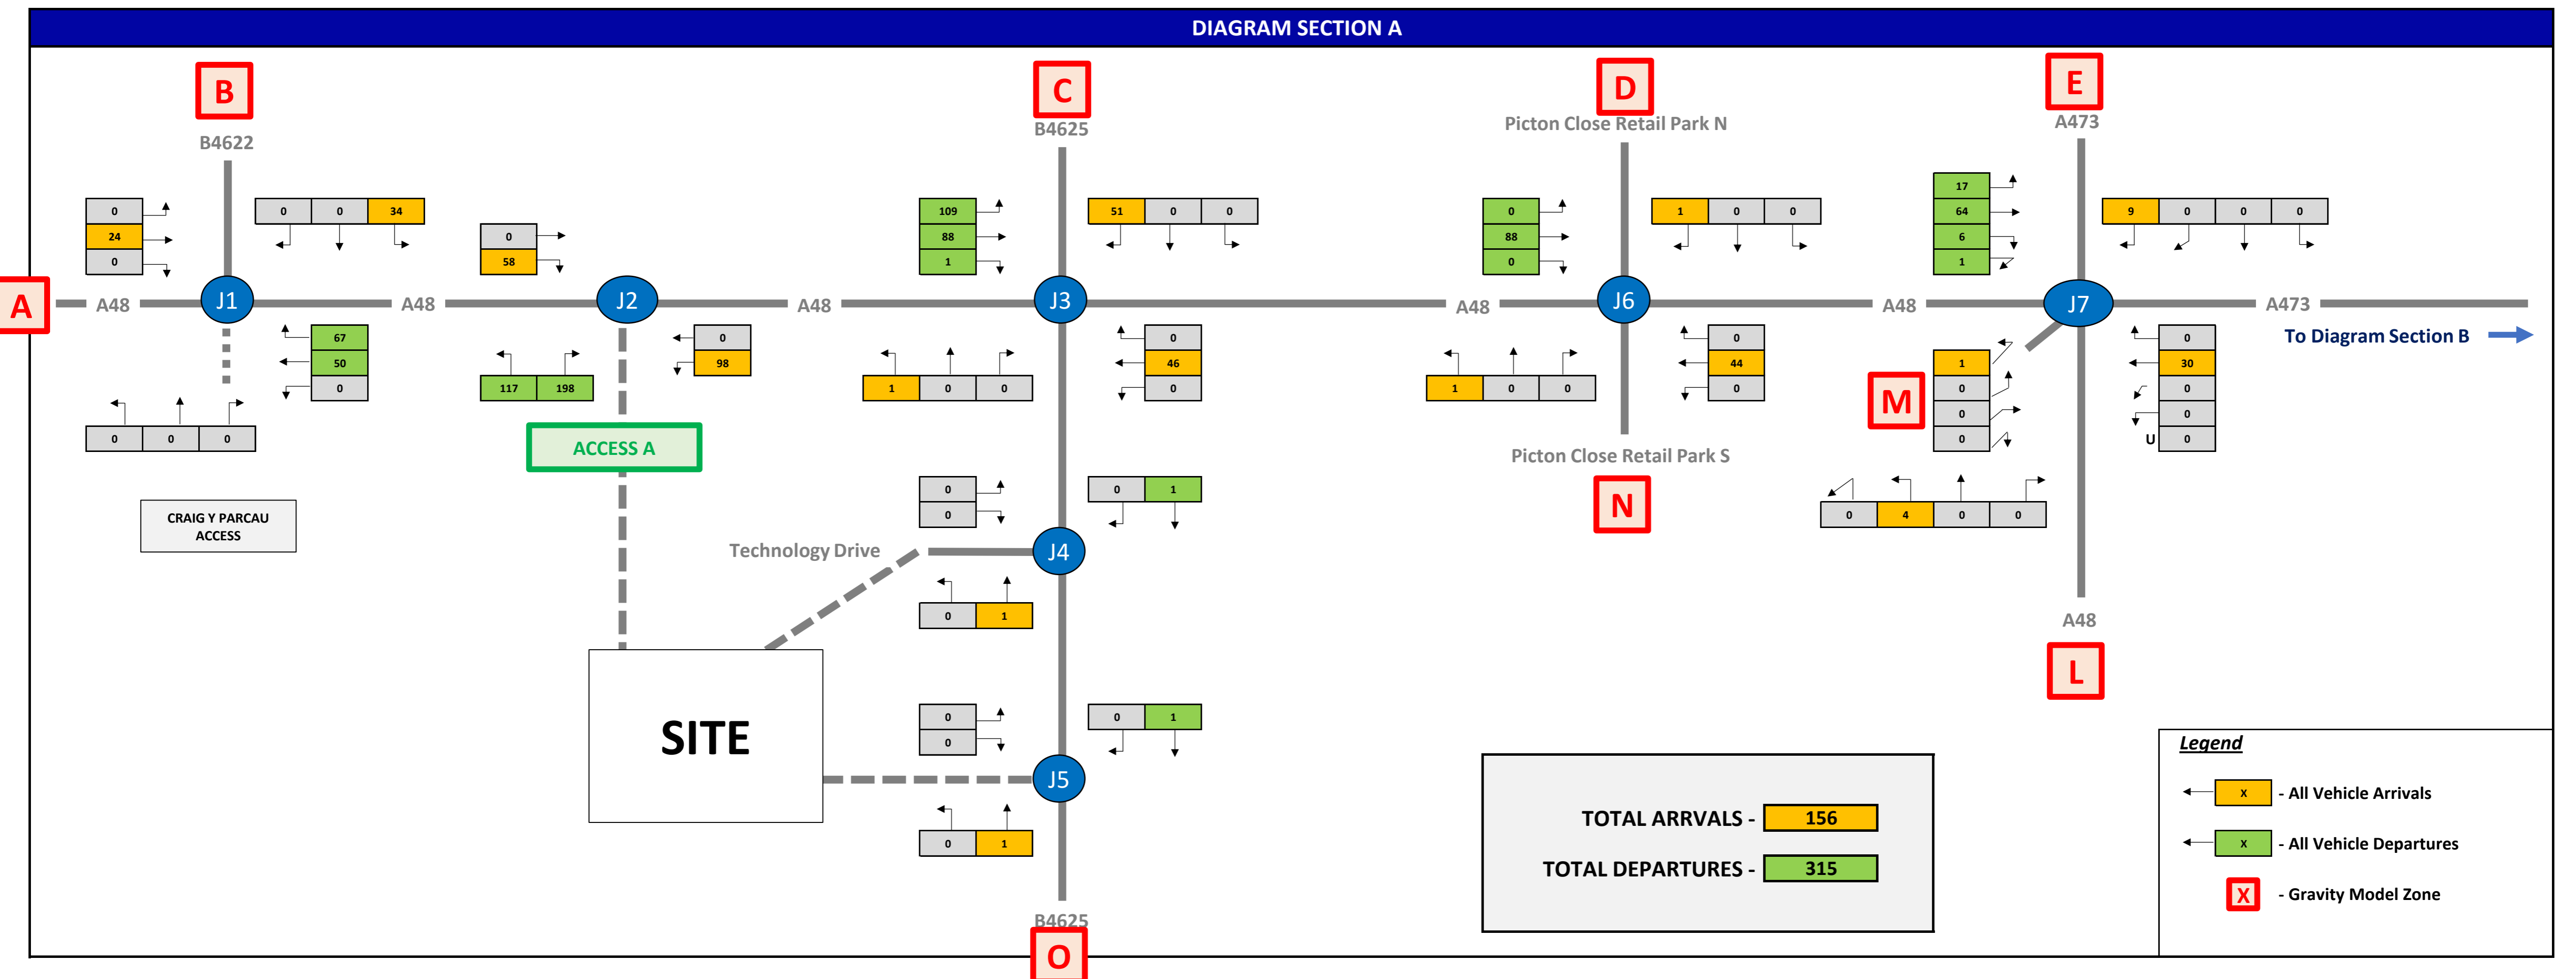 DIAGRAM SECTION A
B
C
D
E
B4622
B4625
Picton Close Retail Park N
A473
0
24
0
0 0 34
0
58
109
88
1
51 0 0
0
88
0
1 0 0
17
64
6
1
9 0 0 0
A
A48
J1
A48
J2
A48
J3
A48
J6
A48
J7
A473
To Diagram Section B
67
50
0
0 0 0
117 198
0
98
1 0 0
0
46
0
1 0 0
0
44
0
M
1
0
0
0
0
30
0
0
U 0
0 4 0 0
ACCESS A
CRAIG Y PARCAU
ACCESS
Picton Close Retail Park S
N
0
0
0 1
Technology Drive
J4
0 1
A48
L
SITE
0
0
0 1
J5
0 1
B4625
O
TOTAL ARRVALS - 156
TOTAL DEPARTURES - 315
Legend
X - All Vehicle Arrivals
X - All Vehicle Departures
X - Gravity Model Zone